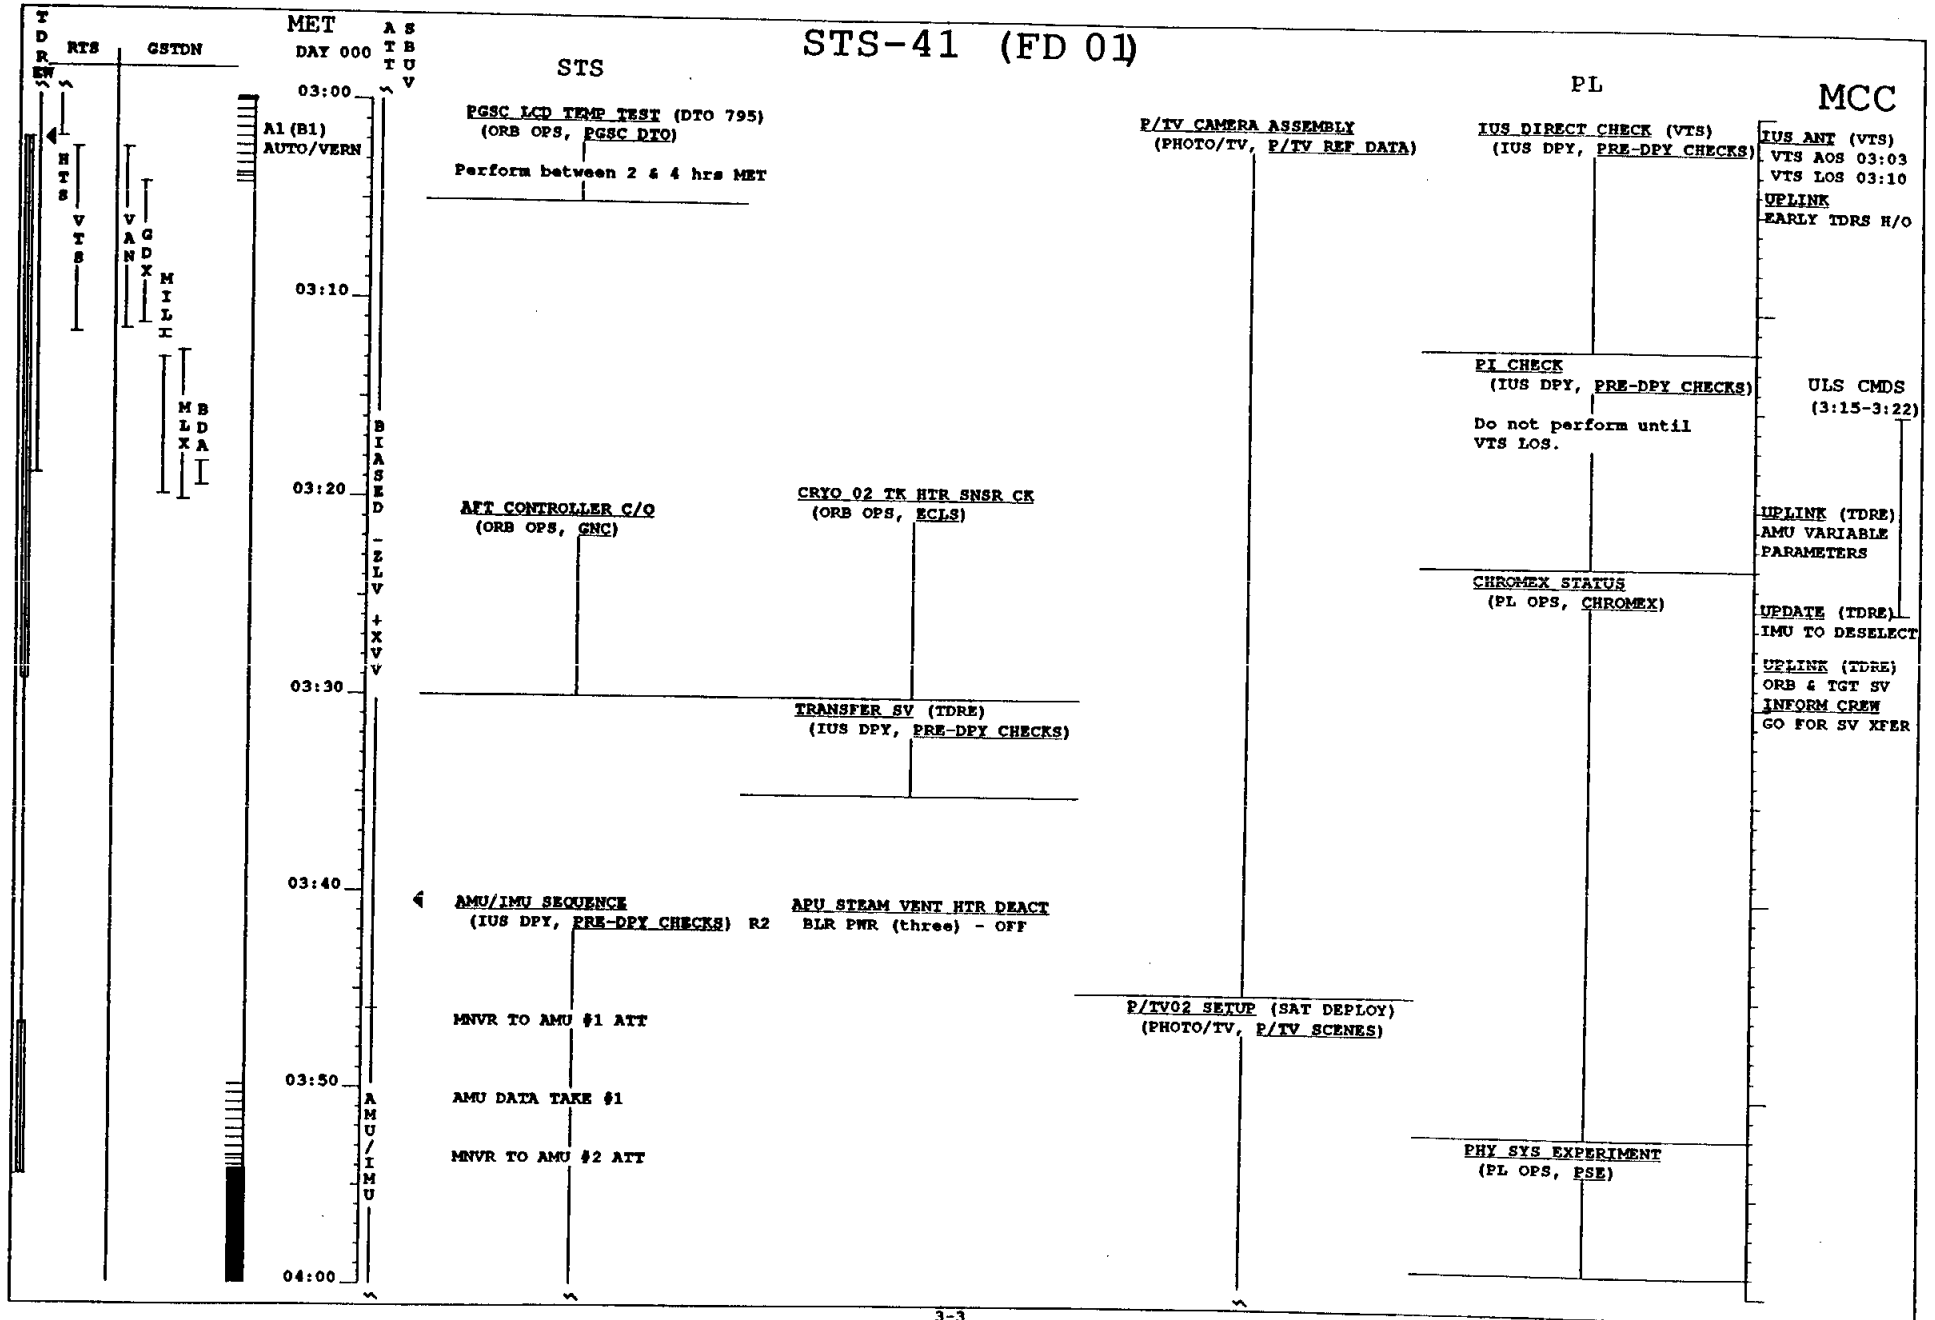 STS-41 (FD 01)
TDR
EW
RTS
GSTDN
MET
DAY 000
ATT
SBUV
STS
PL
MCC
03:00
03:10
03:20
03:30
03:40
03:50
04:00
HTS
VTS
VAN
GDX
MIL
MLX
BDA
A1(B1)
AUTO/VERN
BIASED -ZLV +XVV
AMU/IMU
PGSC LCD TEMP TEST (DTO 795)
(ORB OPS, PGSC DTO)
Perform between 2 & 4 hrs MET
AFT CONTROLLER C/O
(ORB OPS, GNC)
CRYO 02 TK HTR SNSR CK
(ORB OPS, ECLS)
TRANSFER SV (TDRE)
(IUS DPY, PRE-DPY CHECKS)
AMU/IMU SEQUENCE
(IUS DPY, PRE-DPY CHECKS) R2
APU STEAM VENT HTR DEACT
BLR PWR (three) - OFF
MNVR TO AMU #1 ATT
AMU DATA TAKE #1
MNVR TO AMU #2 ATT
P/TV CAMERA ASSEMBLY
(PHOTO/TV, P/TV REF DATA)
P/TV02 SETUP (SAT DEPLOY)
(PHOTO/TV, P/TV SCENES)
IUS DIRECT CHECK (VTS)
(IUS DPY, PRE-DPY CHECKS)
PI CHECK
(IUS DPY, PRE-DPY CHECKS)
Do not perform until
VTS LOS.
CHROMEX STATUS
(PL OPS, CHROMEX)
PHY SYS EXPERIMENT
(PL OPS, PSE)
IUS ANT (VTS)
VTS AOS 03:03
VTS LOS 03:10
UPLINK
EARLY TDRS H/O
ULS CMDS
(3:15-3:22)
UPLINK (TDRE)
AMU VARIABLE
PARAMETERS
UPDATE (TDRE)
IMU TO DESELECT
UPLINK (TDRE)
ORB & TGT SV
INFORM CREW
GO FOR SV XFER
3-3